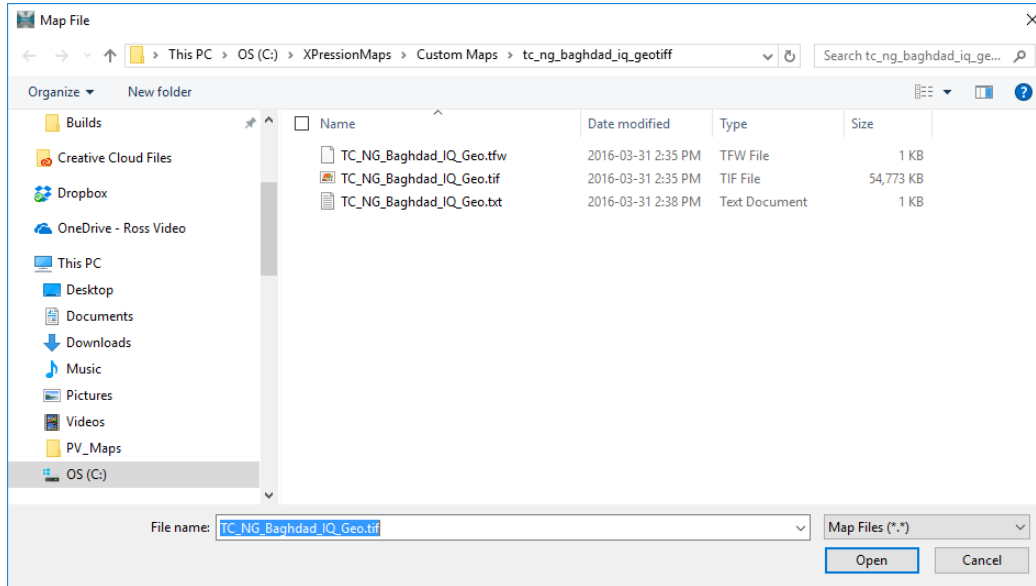 Map File
This PC > OS (C:) > XPressionMaps > Custom Maps > tc_ng_baghdad_iq_geotiff
Search tc_ng_baghdad_iq_ge...
Organize
New folder
?
Builds
Creative Cloud Files
Dropbox
OneDrive - Ross Video
This PC
Desktop
Documents
Downloads
Music
Pictures
Videos
PV_Maps
OS (C:)
Name Date modified Type Size
TC_NG_Baghdad_IQ_Geo.tfw 2016-03-31 2:35 PM TFW File 1 KB
TC_NG_Baghdad_IQ_Geo.tif 2016-03-31 2:35 PM TIF File 54,773 KB
TC_NG_Baghdad_IQ_Geo.txt 2016-03-31 2:38 PM Text Document 1 KB
File name: TC_NG_Baghdad_IQ_Geo.tif
Map Files (*.*)
Open Cancel